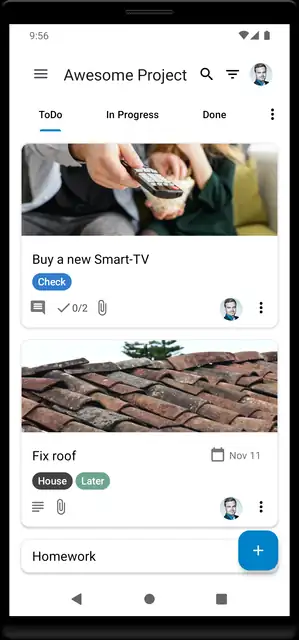 9:56
Awesome Project
ToDo In Progress Done
Buy a new Smart-TV
Check
0/2
Fix roof Nov 11
House Later
Homework